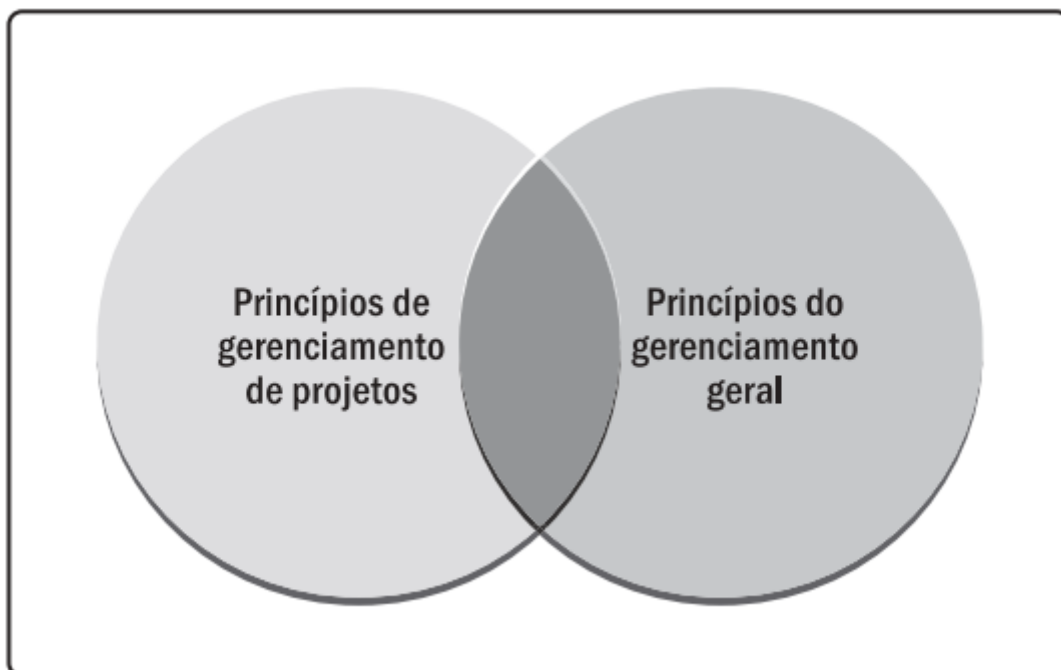 Princípios de
gerenciamento
de projetos
Princípios do
gerenciamento
geral